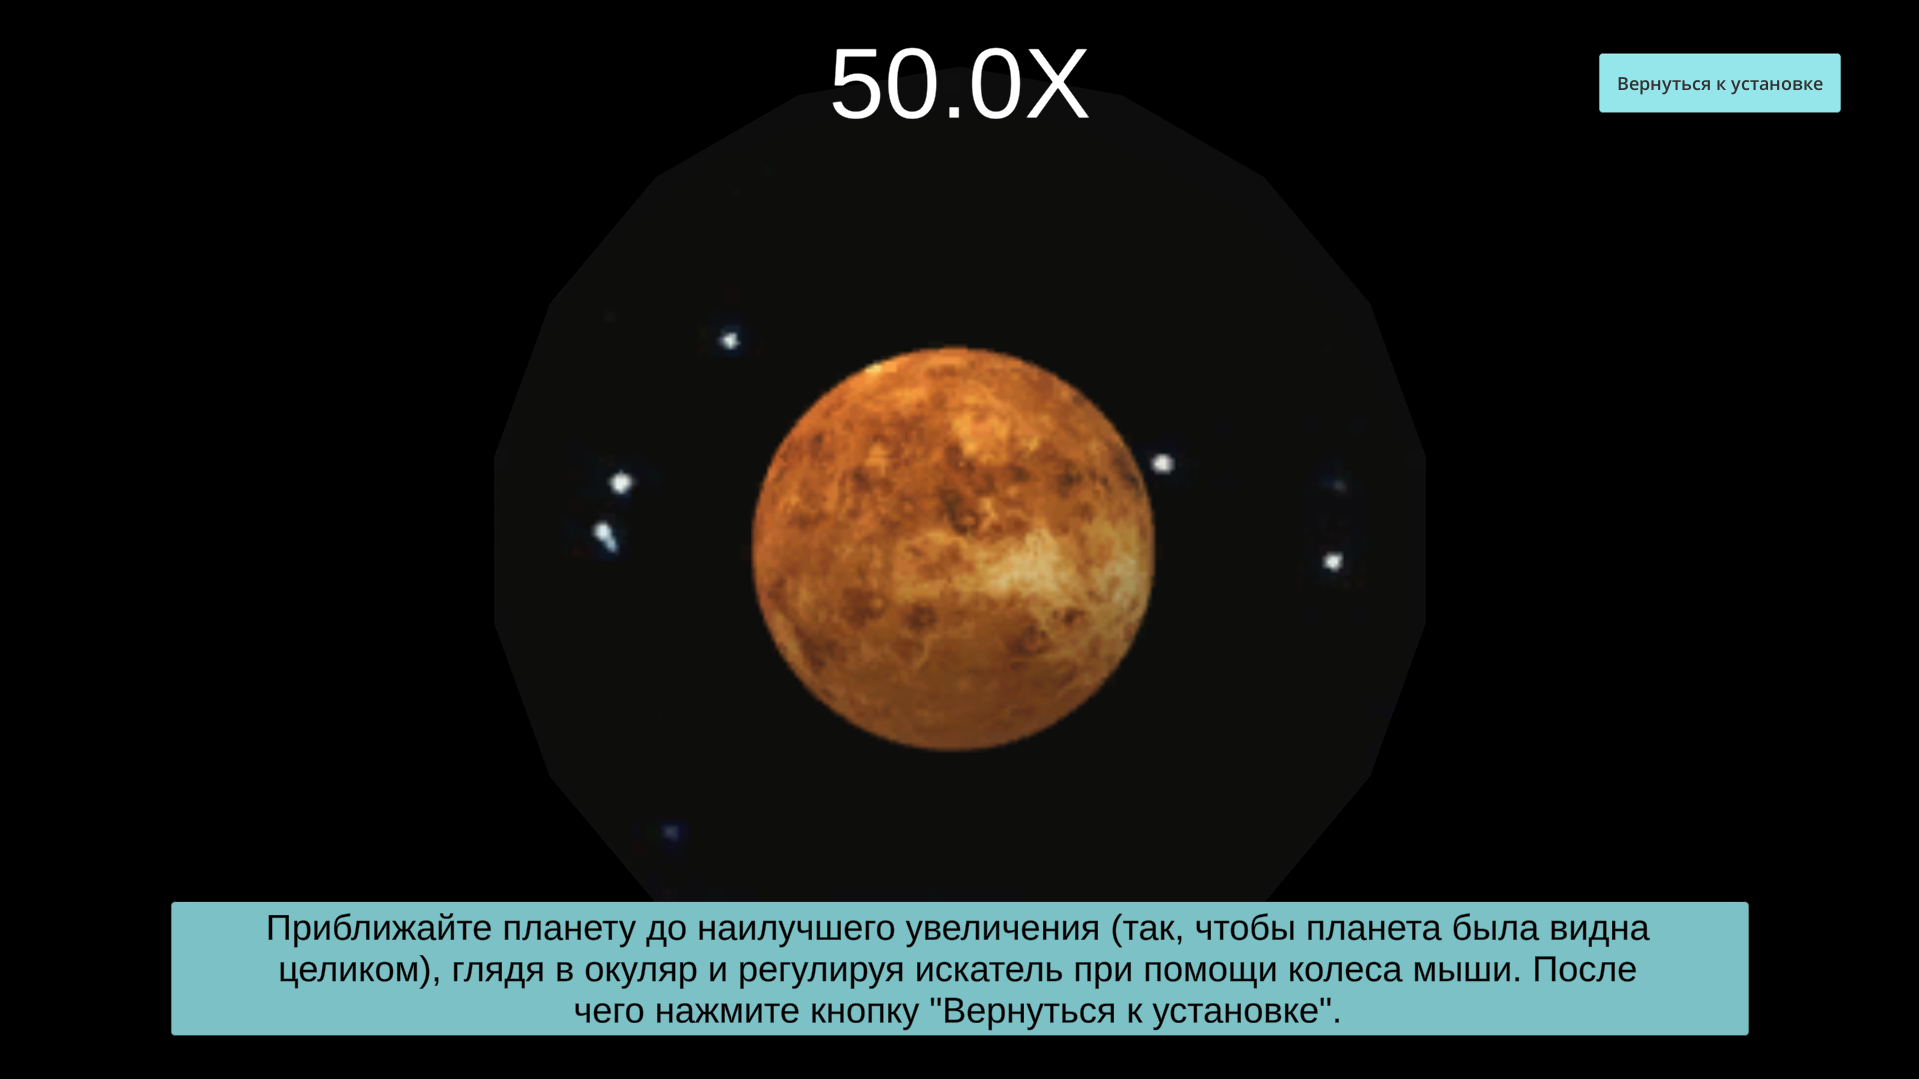 50.0X
Вернуться к установке
Приближайте планету до наилучшего увеличения (так, чтобы планета была видна
целиком), глядя в окуляр и регулируя искатель при помощи колеса мыши. После
чего нажмите кнопку "Вернуться к установке".